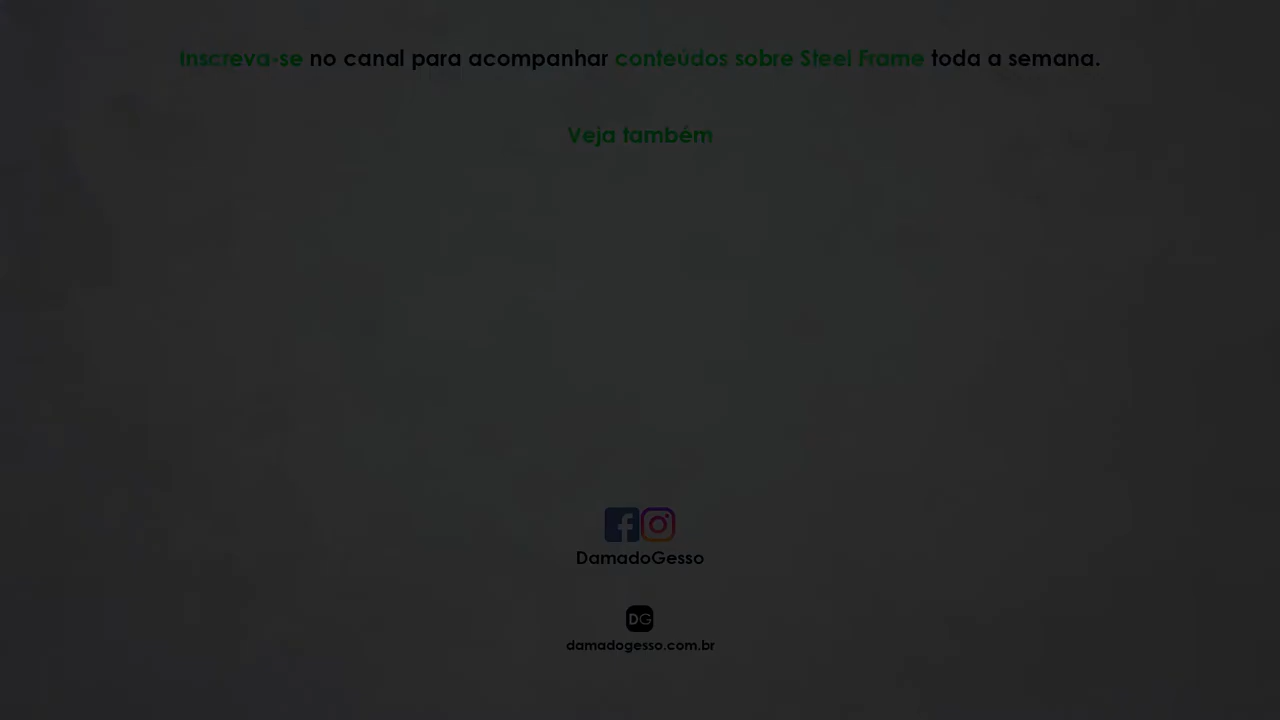 Inscreva-se no canal para acompanhar conteúdos sobre Steel Frame toda a semana.
Veja também
DamadoGesso
DG
damadogesso.com.br